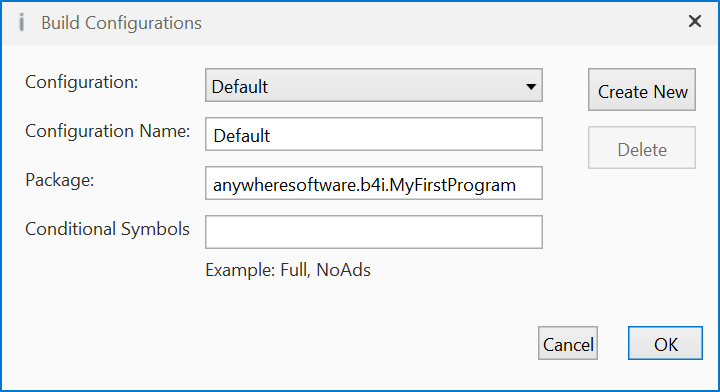 Build Configurations
Configuration: Default Create New
Configuration Name: Default
Delete
Package: anywheresoftware.b4i.MyFirstProgram
Conditional Symbols
Example: Full, NoAds
Cancel OK